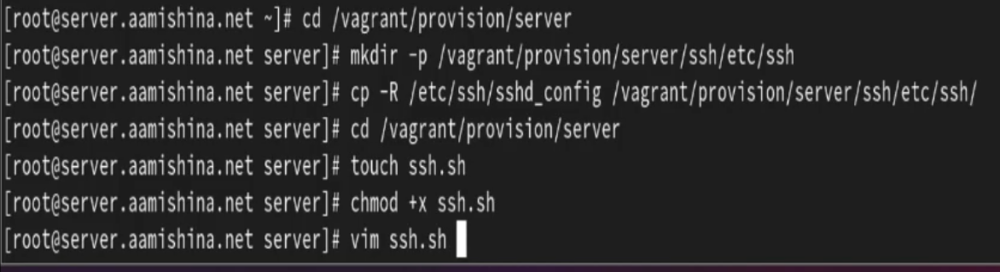 [root@server.aamishina.net ~]# cd /vagrant/provision/server
[root@server.aamishina.net server]# mkdir -p /vagrant/provision/server/ssh/etc/ssh
[root@server.aamishina.net server]# cp -R /etc/ssh/sshd_config /vagrant/provision/server/ssh/etc/ssh/
[root@server.aamishina.net server]# cd /vagrant/provision/server
[root@server.aamishina.net server]# touch ssh.sh
[root@server.aamishina.net server]# chmod +x ssh.sh
[root@server.aamishina.net server]# vim ssh.sh